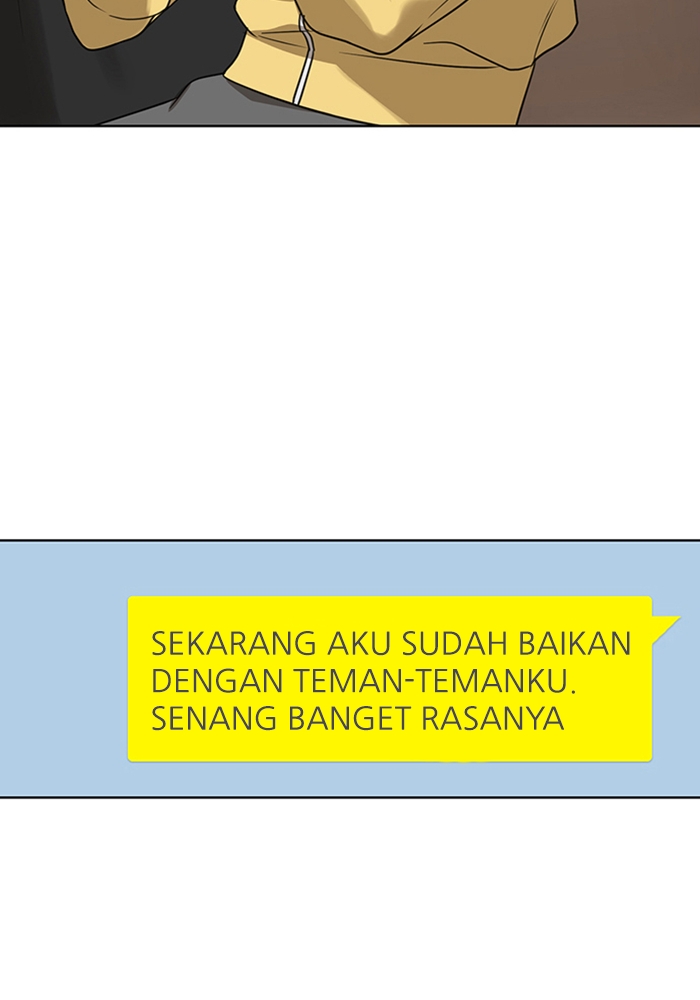 SEKARANG AKU SUDAH BAIKAN
DENGAN TEMAN-TEMANKU.
SENANG BANGET RASANYA